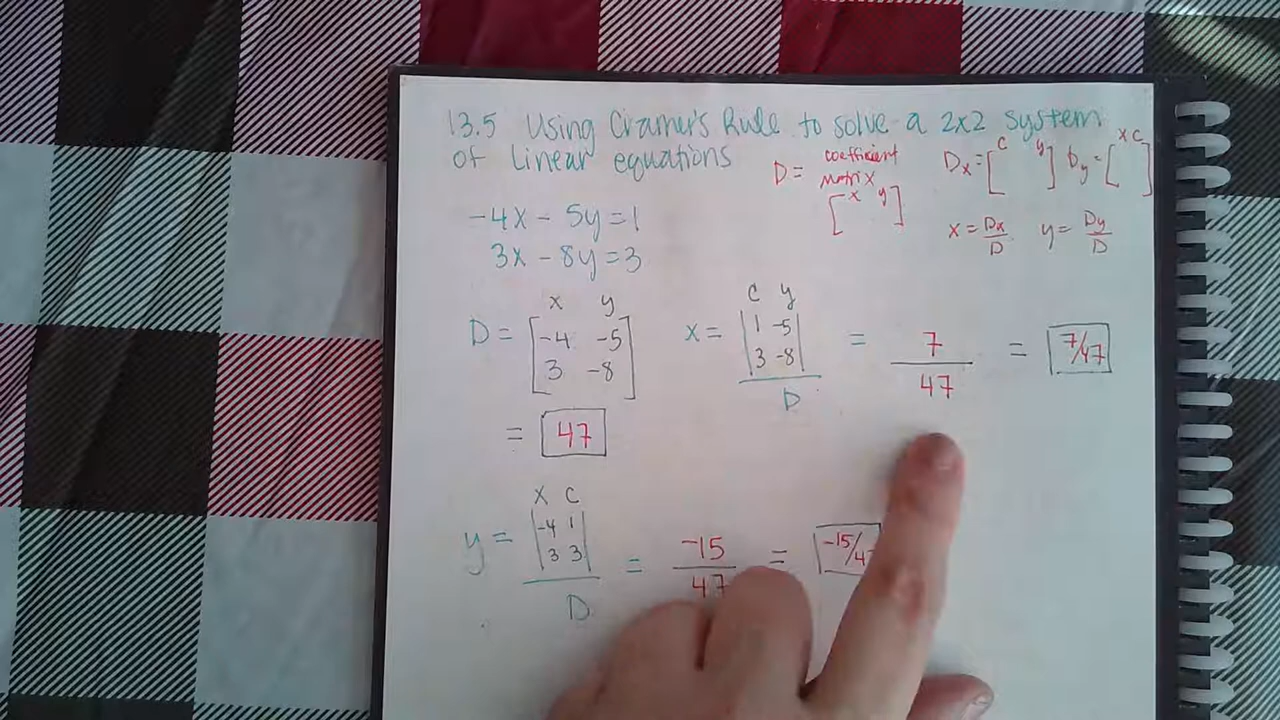 13.5 Using Cramer's Rule to solve a 2x2 system
of linear equations
D = coefficient matrix
[x y]
Dx = [c y] Dy = [x c]
x = Dx/D y = Dy/D
-4x - 5y = 1
3x - 8y = 3
x y
D = [-4 -5
3 -8]
= 47
c y
x = |1 -5|
|3 -8|
D
= 7/47 = 7/47
x c
y = |-4 1|
|3 3|
D
= -15/47 = -15/4